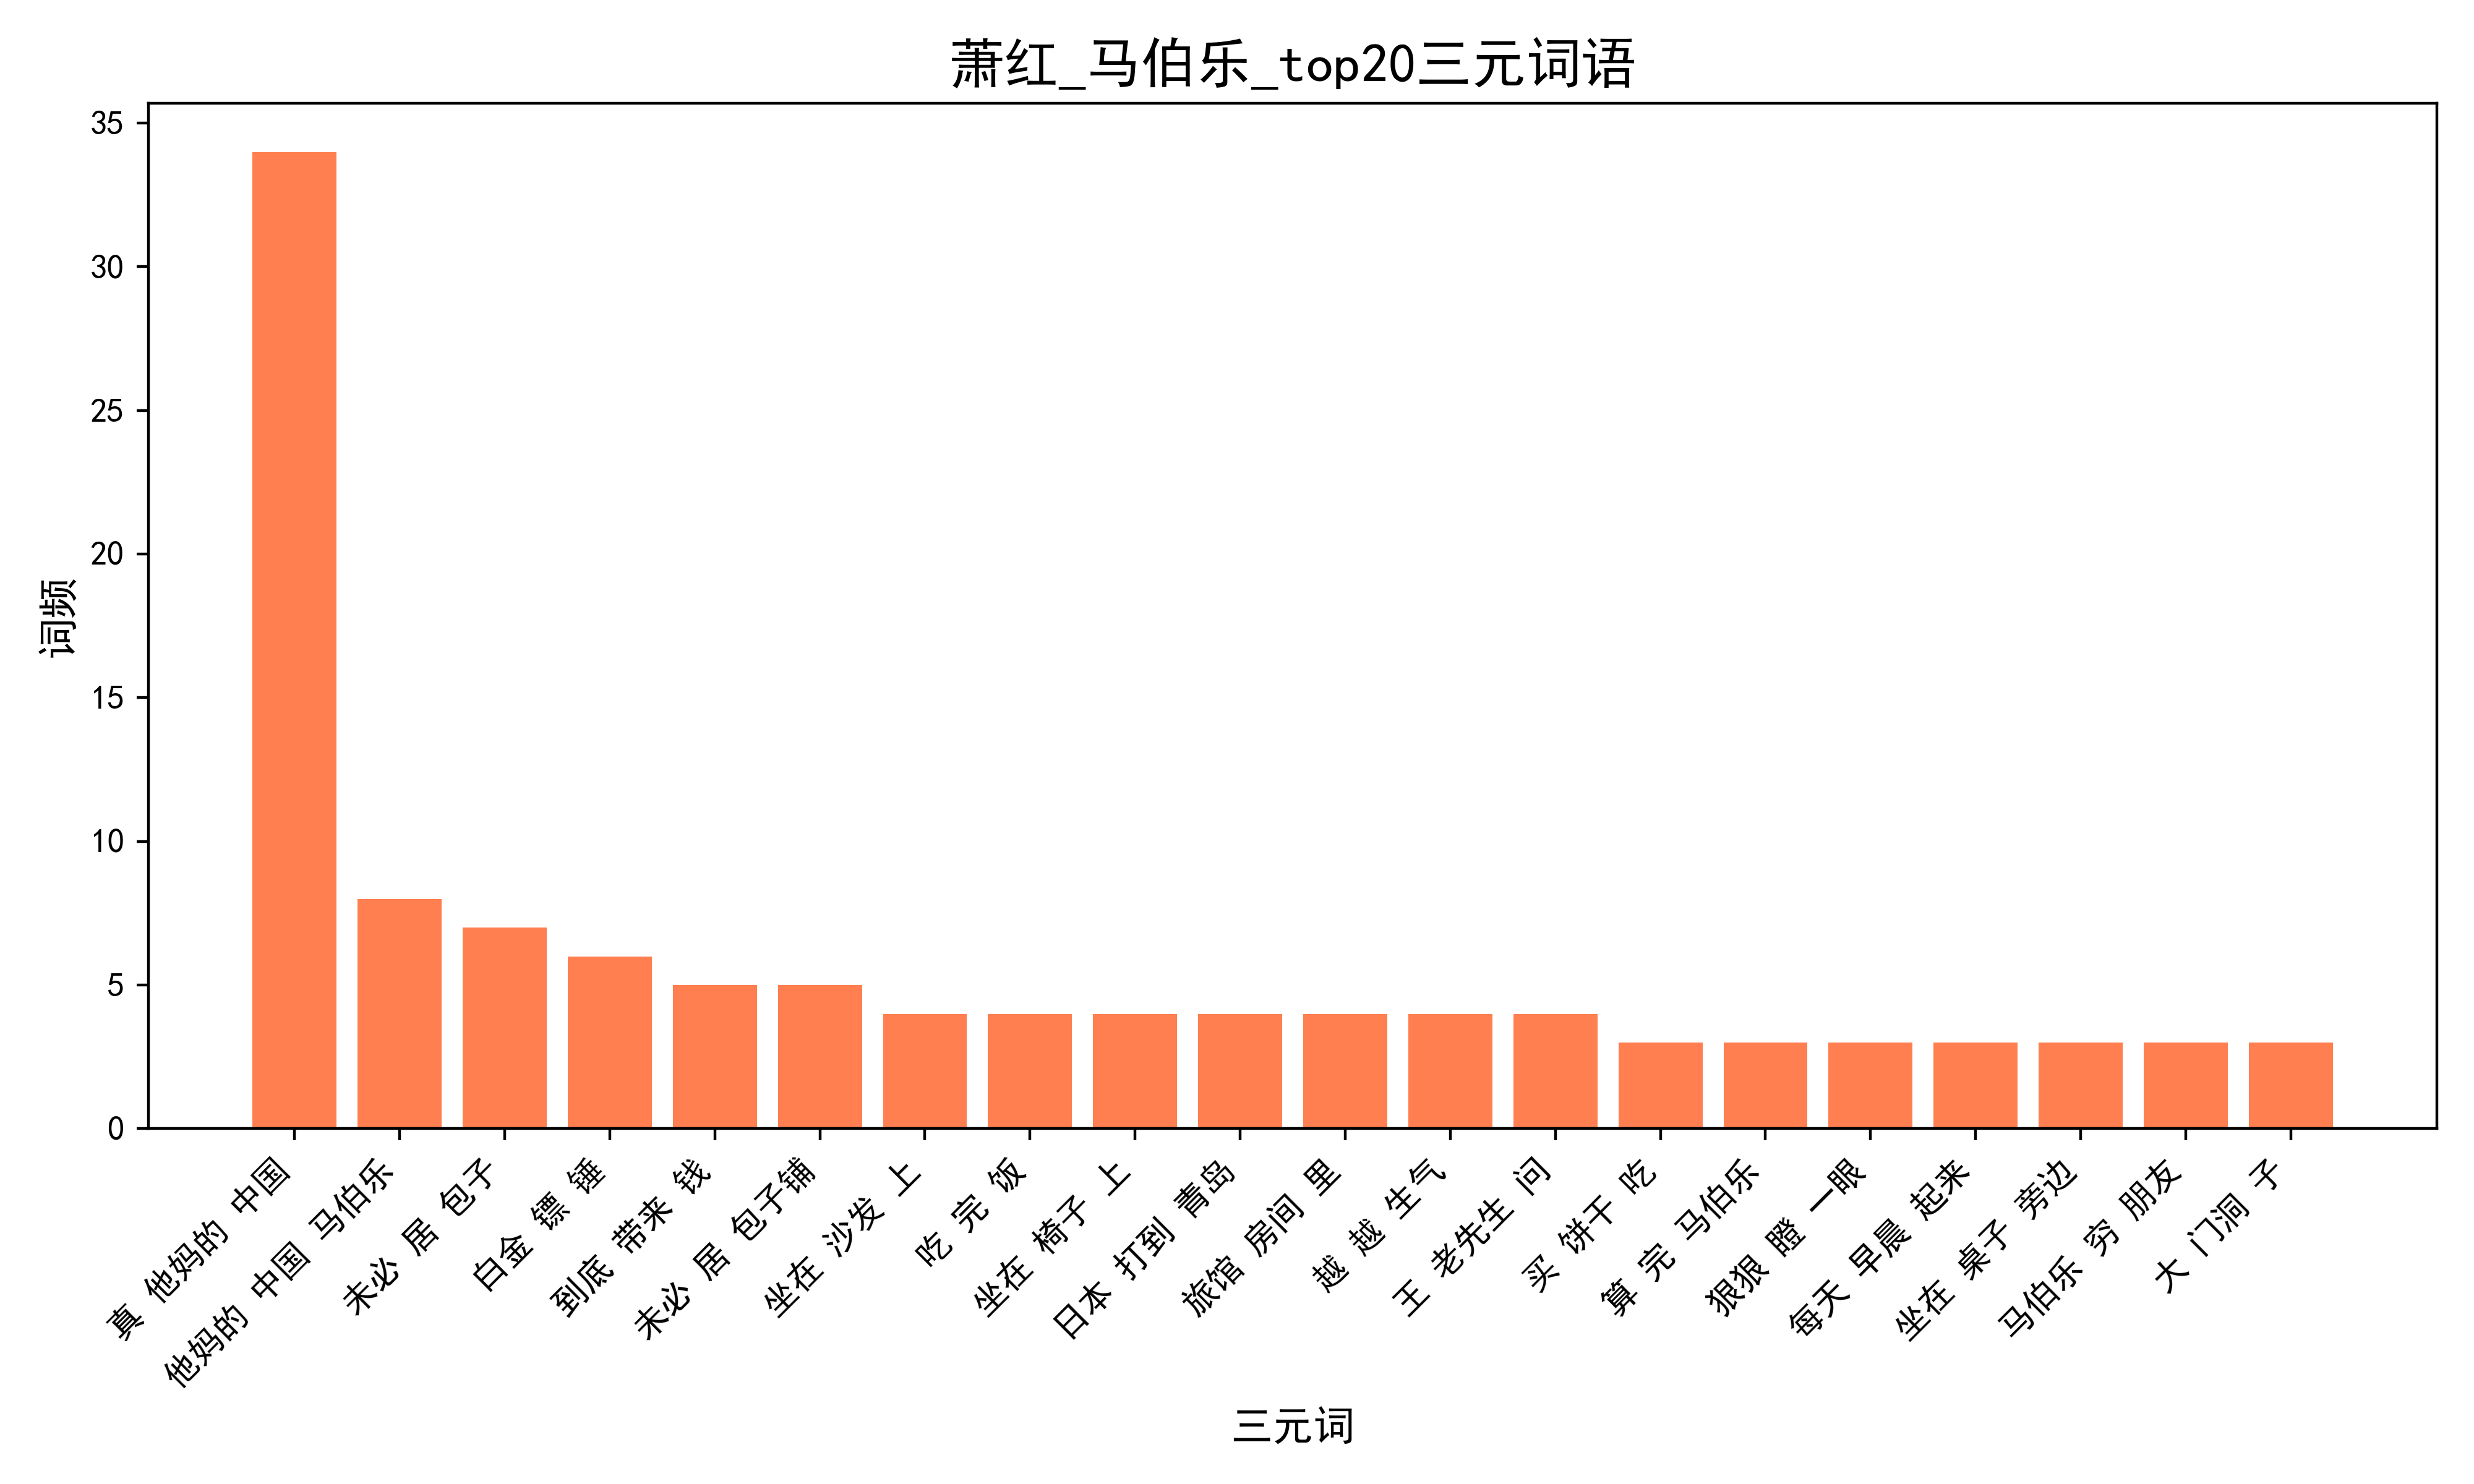 萧红_马伯乐_top20三元词语
词频
35
30
25
20
15
10
5
0
真 他妈的 中国
他妈的 中国 马伯乐
未必 居 包子
白金 镖 锤
到底 带来 钱
未必 居 包子铺
坐在 沙发 上
吃 完 饭
坐在 椅子 上
日本 打到 青岛
旅馆 房间 里
越 越 生气
王 老先生 问
买 饼干 吃
算 完 马伯乐
狠狠 瞪 一眼
每天 早晨 起来
坐在 桌子 旁边
马伯乐 穷 朋友
大 门洞 子
三元词